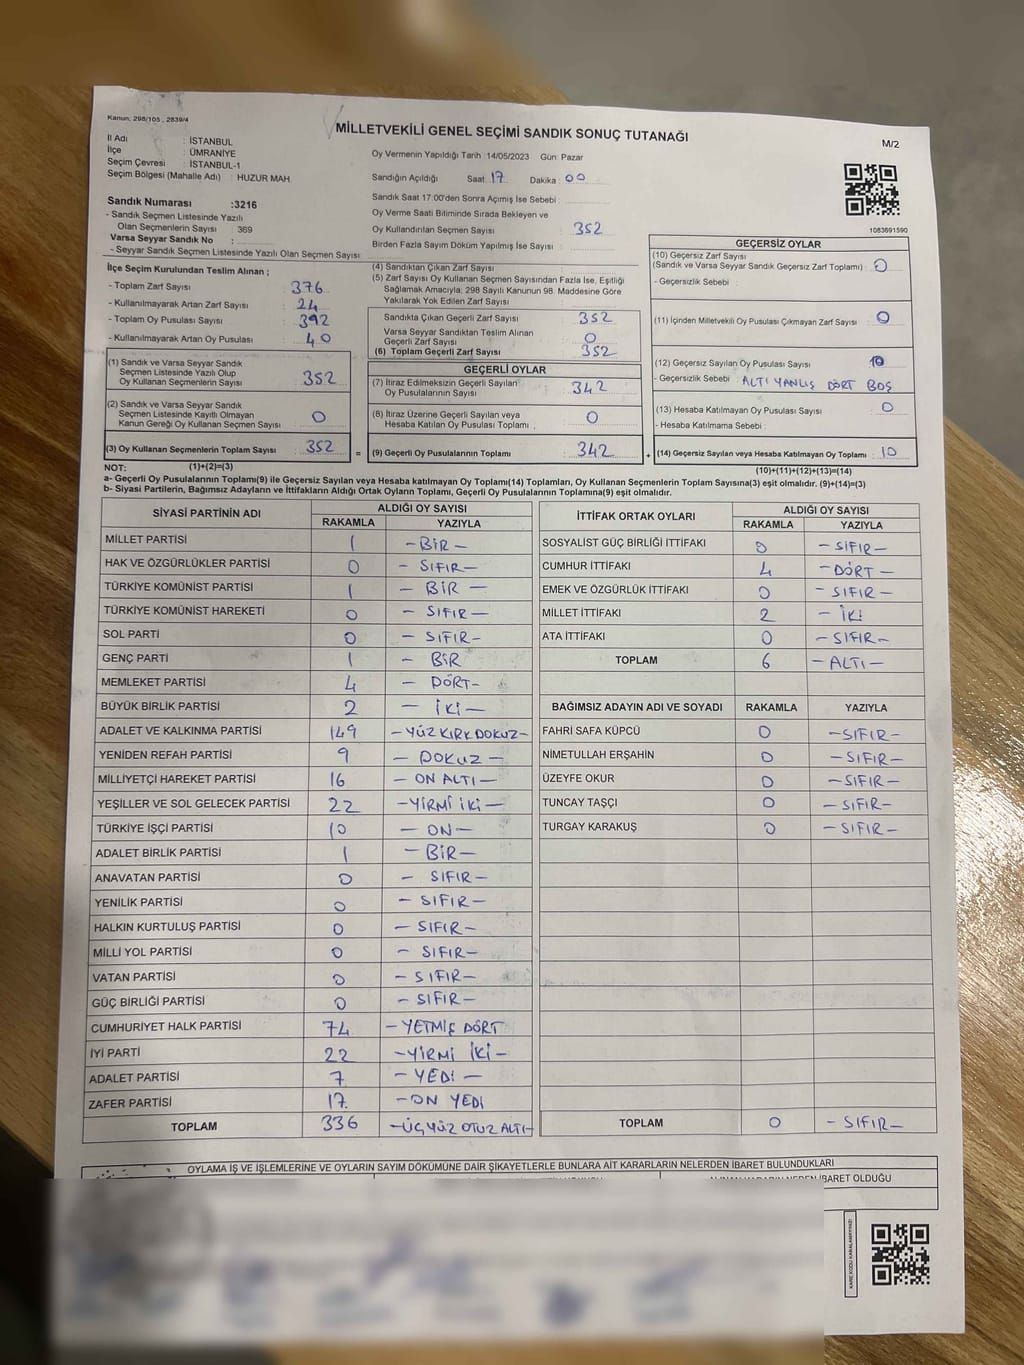 Kanun: 298/105 , 2839/4
MİLLETVEKİLİ GENEL SEÇİMİ SANDIK SONUÇ TUTANAĞI
M/2
İl Adı : İSTANBUL
İlçe : ÜMRANİYE
Seçim Çevresi : İSTANBUL-1
Seçim Bölgesi (Mahalle Adı) : HUZUR MAH.
Sandık Numarası :3216
- Sandık Seçmen Listesinde Yazılı
Olan Seçmenlerin Sayısı : 369
Varsa Seyyar Sandık No :
- Seyyar Sandık Seçmen Listesinde Yazılı Olan Seçmen Sayısı
Oy Vermenin Yapıldığı Tarih 14/05/2023 Gün: Pazar
Sandığın Açıldığı Saat: 17 Dakika : 00
Sandık Saat 17:00'den Sonra Açımış İse Sebebi :
Oy Verme Saati Bitiminde Sırada Bekleyen ve
Oy Kullandırılan Seçmen Sayısı : 352
Birden Fazla Sayım Döküm Yapılmış İse Sayısı :
1083691590
İlçe Seçim Kurulundan Teslim Alınan ;
- Toplam Zarf Sayısı : 376
- Kullanılmayarak Artan Zarf Sayısı : 24
- Toplam Oy Pusulası Sayısı : 392
- Kullanılmayarak Artan Oy Pusulası : 40
(4) Sandıktan Çıkan Zarf Sayısı
(5) Zarf Sayısı Oy Kullanan Seçmen Sayısından Fazla İse, Eşitliği
Sağlamak Amacıyla; 298 Sayılı Kanunun 98. Maddesine Göre
Yakılarak Yok Edilen Zarf Sayısı :
Sandıkta Çıkan Geçerli Zarf Sayısı : 352
Varsa Seyyar Sandıktan Teslim Alınan
Geçerli Zarf Sayısı : 0
(6) Toplam Geçerli Zarf Sayısı 352
GEÇERSİZ OYLAR
(10) Geçersiz Zarf Sayısı
(Sandık ve Varsa Seyyar Sandık Geçersiz Zarf Toplamı) : 0
- Geçersizlik Sebebi :
(11) İçinden Milletvekili Oy Pusulası Çıkmayan Zarf Sayısı : 0
(12) Geçersiz Sayılan Oy Pusulası Sayısı : 10
- Geçersizlik Sebebi : ALTI YANLIŞ DÖRT BOŞ
(13) Hesaba Katılmayan Oy Pusulası Sayısı : 0
- Hesaba Katılmama Sebebi :
(14) Geçersiz Sayılan veya Hesaba Katılmayan Oy Toplamı : 10
(1) Sandık ve Varsa Seyyar Sandık
Seçmen Listesinde Yazılı Olup
Oy Kullanan Seçmenlerin Sayısı : 352
(2) Sandık ve Varsa Seyyar Sandık
Seçmen Listesinde Kayıtlı Olmayan
Kanun Gereği Oy Kullanan Seçmen Sayısı : 0
(3) Oy Kullanan Seçmenlerin Toplam Sayısı : 352
GEÇERLİ OYLAR
(7) İtiraz Edilmeksizin Geçerli Sayılan
Oy Pusulalarının Sayısı : 342
(8) İtiraz Üzerine Geçerli Sayılan veya
Hesaba Katılan Oy Pusulası Toplamı : 0
= (9) Geçerli Oy Pusulalarının Toplamı : 342 +
NOT: (1)+(2)=(3) (10)+(11)+(12)+(13)=(14)
a- Geçerli Oy Pusulalarının Toplamı(9) ile Geçersiz Sayılan veya Hesaba katılmayan Oy Toplamı(14) Toplamları, Oy Kullanan Seçmenlerin Toplam Sayısına(3) eşit olmalıdır. (9)+(14)=(3)
b- Siyasi Partilerin, Bağımsız Adayların ve İttifakların Aldığı Ortak Oyların Toplamı, Geçerli Oy Pusulalarının Toplamına(9) eşit olmalıdır.
SİYASİ PARTİNİN ADI ALDIĞI OY SAYISI
RAKAMLA YAZIYLA
MİLLET PARTİSİ 1 -BİR-
HAK VE ÖZGÜRLÜKLER PARTİSİ 0 - SIFIR-
TÜRKİYE KOMÜNİST PARTİSİ 1 - BİR -
TÜRKİYE KOMÜNİST HAREKETİ 0 - SIFIR -
SOL PARTİ 0 - SIFIR-
GENÇ PARTİ 1 - BİR
MEMLEKET PARTİSİ 4 - DÖRT-
BÜYÜK BİRLİK PARTİSİ 2 - İKİ -
ADALET VE KALKINMA PARTİSİ 149 -YÜZ KIRK DOKUZ-
YENİDEN REFAH PARTİSİ 9 - DOKUZ -
MİLLİYETÇİ HAREKET PARTİSİ 16 - ON ALTI -
YEŞİLLER VE SOL GELECEK PARTİSİ 22 -YİRMİ İKİ -
TÜRKİYE İŞÇİ PARTİSİ 10 - ON -
ADALET BİRLİK PARTİSİ 1 - BİR -
ANAVATAN PARTİSİ 0 - SIFIR -
YENİLİK PARTİSİ 0 - SIFIR -
HALKIN KURTULUŞ PARTİSİ 0 - SIFIR -
MİLLİ YOL PARTİSİ 0 - SIFIR -
VATAN PARTİSİ 0 - SIFIR -
GÜÇ BİRLİĞİ PARTİSİ 0 - SIFIR -
CUMHURİYET HALK PARTİSİ 74 - YETMİŞ DÖRT
İYİ PARTİ 22 -YİRMİ İKİ -
ADALET PARTİSİ 7 - YEDİ -
ZAFER PARTİSİ 17 -ON YEDİ
TOPLAM 336 -ÜÇYÜZ OTUZ ALTI-
İTTİFAK ORTAK OYLARI ALDIĞI OY SAYISI
RAKAMLA YAZIYLA
SOSYALİST GÜÇ BİRLİĞİ İTTİFAKI 0 - SIFIR -
CUMHUR İTTİFAKI 4 - DÖRT -
EMEK VE ÖZGÜRLÜK İTTİFAKI 0 - SIFIR -
MİLLET İTTİFAKI 2 - İKİ
ATA İTTİFAKI 0 - SIFIR -
TOPLAM 6 - ALTI -
BAĞIMSIZ ADAYIN ADI VE SOYADI RAKAMLA YAZIYLA
FAHRİ SAFA KÜPCÜ 0 -SIFIR-
NİMETULLAH ERŞAHİN 0 - SIFIR-
ÜZEYFE OKUR 0 - SIFIR-
TUNCAY TAŞÇI 0 - SIFIR-
TURGAY KARAKUŞ 0 - SIFIR -
TOPLAM 0 - SIFIR -
OYLAMA İŞ VE İŞLEMLERİNE VE OYLARIN SAYIM DÖKÜMÜNE DAİR ŞİKAYETLERLE BUNLARA AİT KARARLARIN NELERDEN İBARET BULUNDUKLARI
İBARET OLDUĞU
KARE KODU KARALAMAYINIZ!